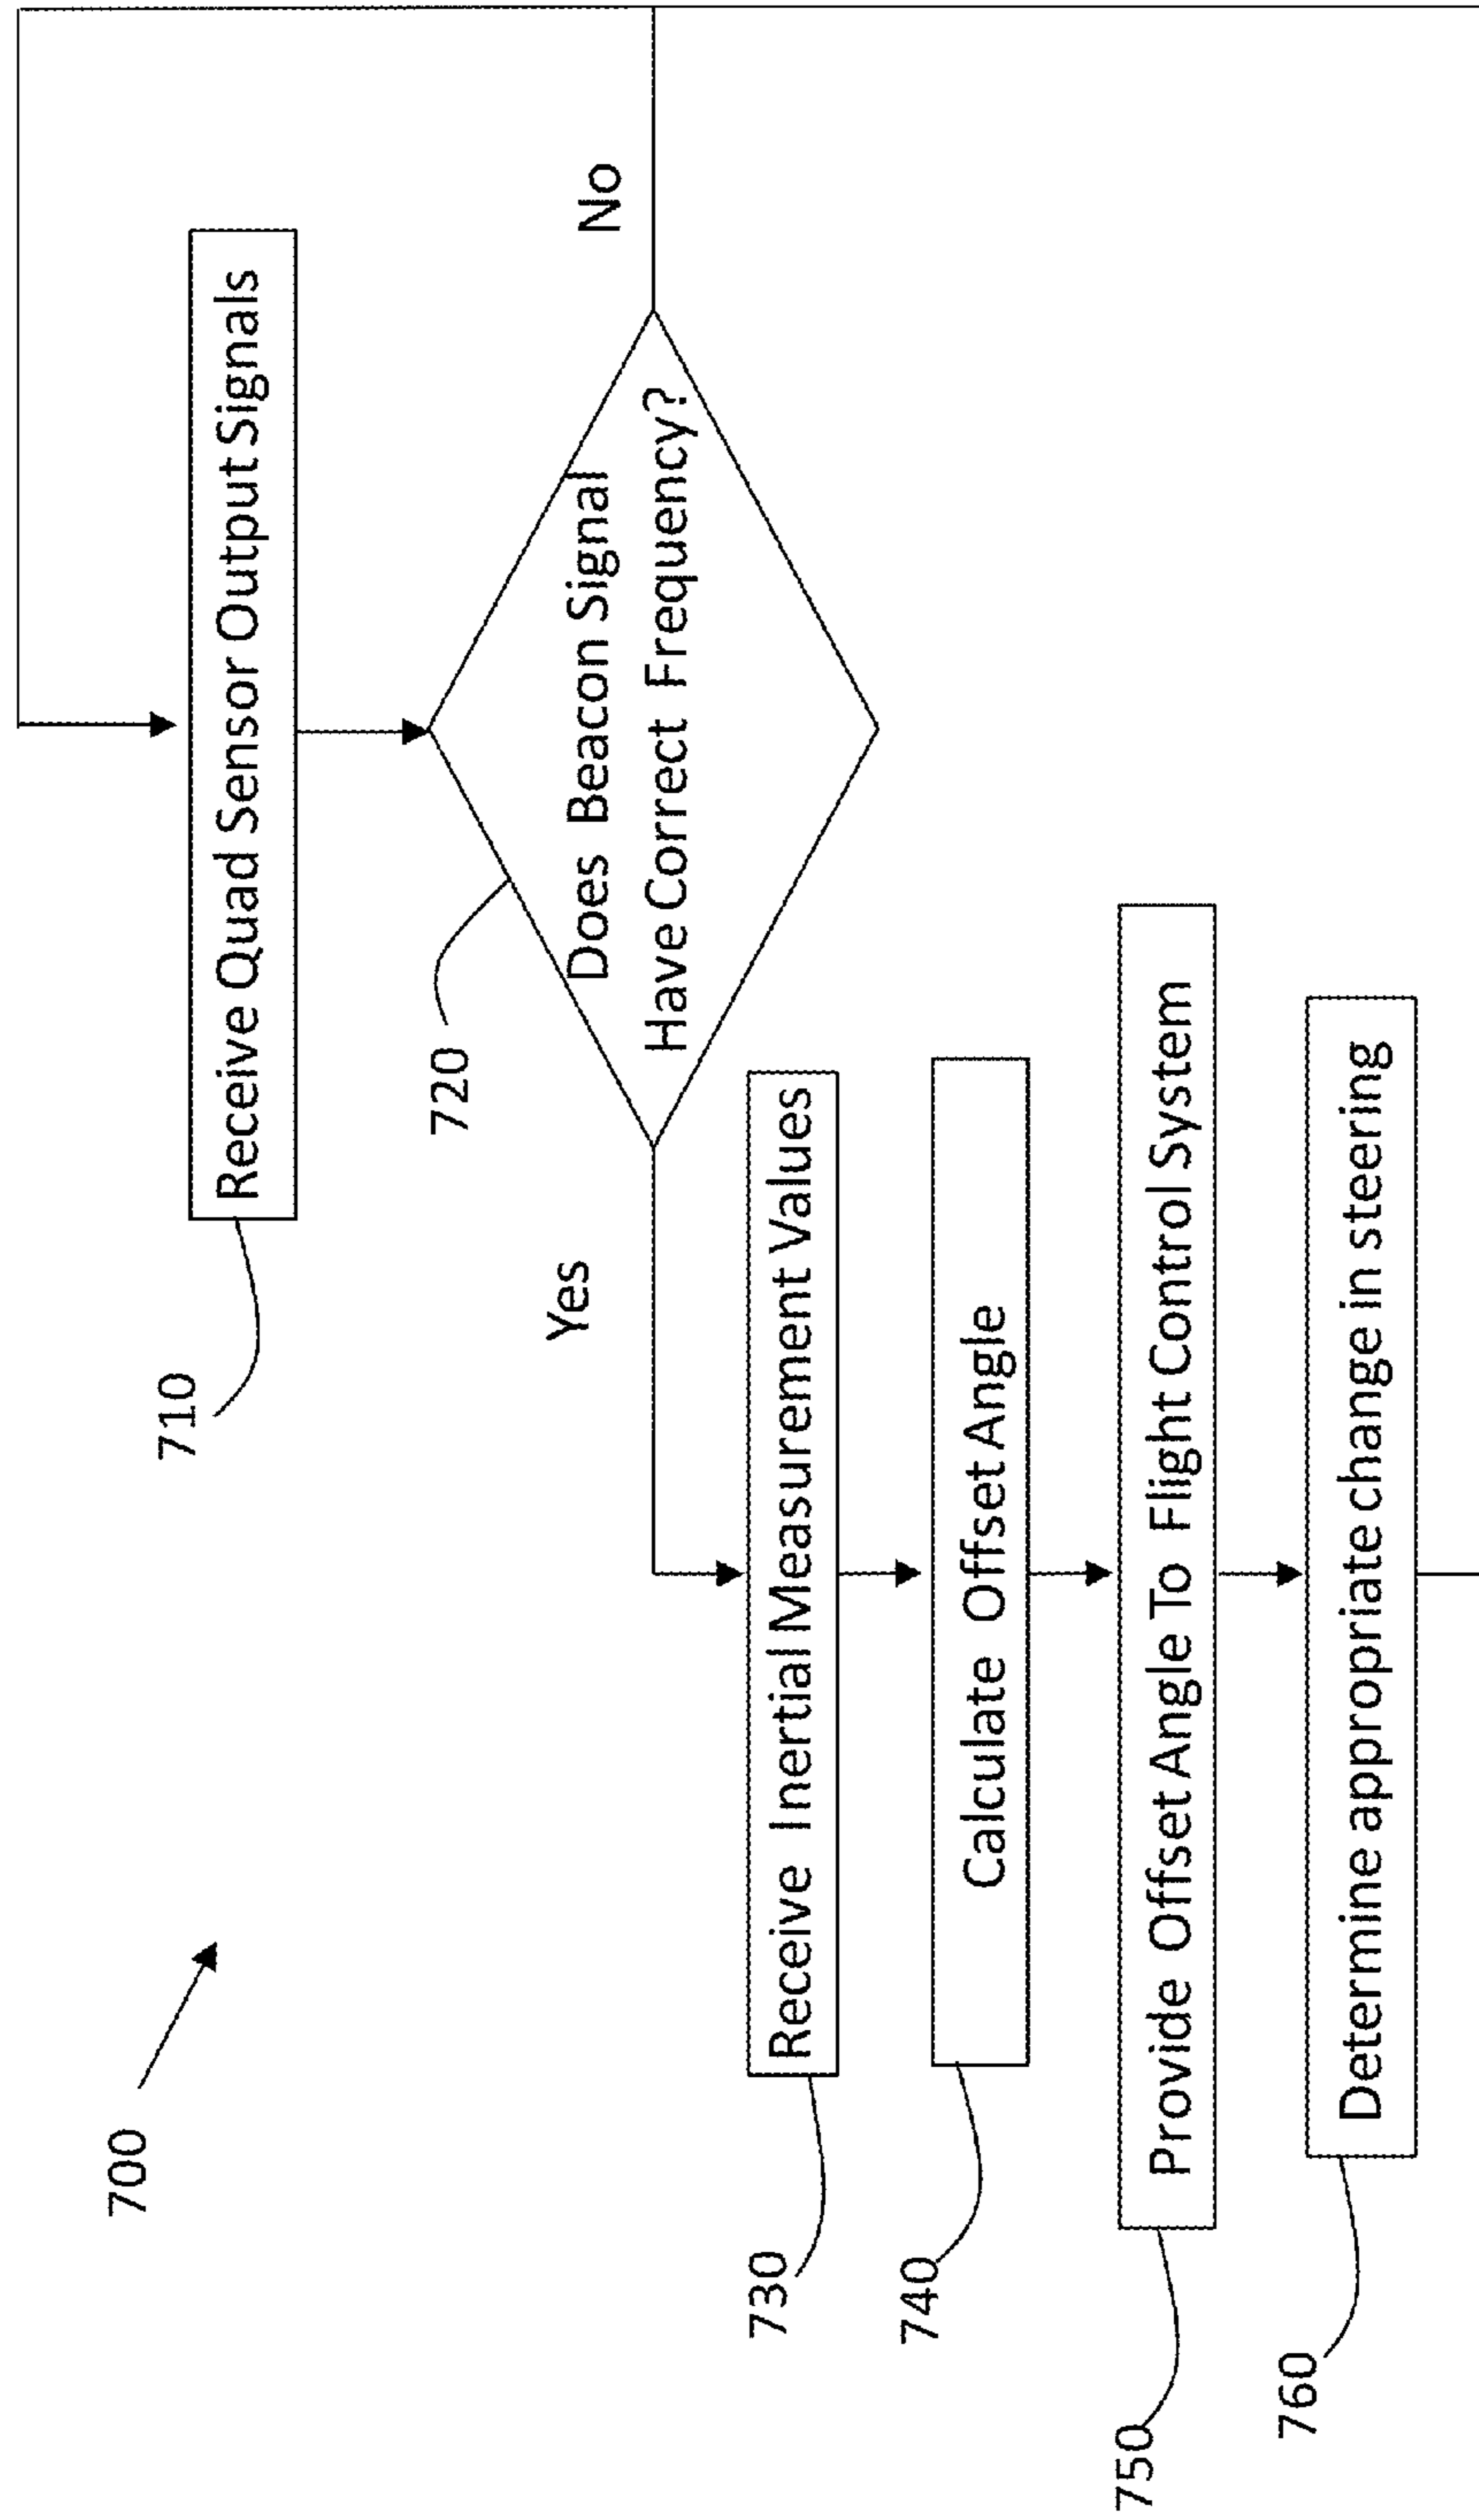 700
710
Receive Quad Sensor Output Signals
720
Does Beacon Signal
Have Correct Frequency?
No
Yes
730
Receive Inertial Measurement Values
740
Calculate Offset Angle
750
Provide Offset Angle To Flight Control System
760
Determine appropriate change in steering